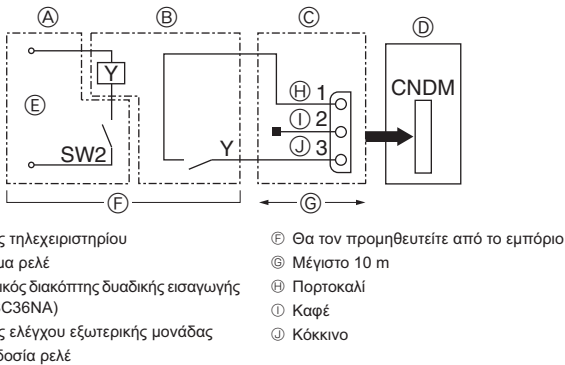 Ⓐ Ⓑ Ⓒ Ⓓ
Y
CNDM
Ⓔ
Ⓗ 1
Ⓘ 2
SW2 Y Ⓙ 3
Ⓕ Ⓖ
ς τηλεχειριστηρίου
μα ρελέ
ικός διακόπτης δυαδικής εισαγωγής
C36NA)
ς ελέγχου εξωτερικής μονάδας
δοσία ρελέ
Ⓕ Θα τον προμηθευτείτε από το εμπόριο
Ⓖ Μέγιστο 10 m
Ⓗ Πορτοκαλί
Ⓘ Καφέ
Ⓙ Κόκκινο